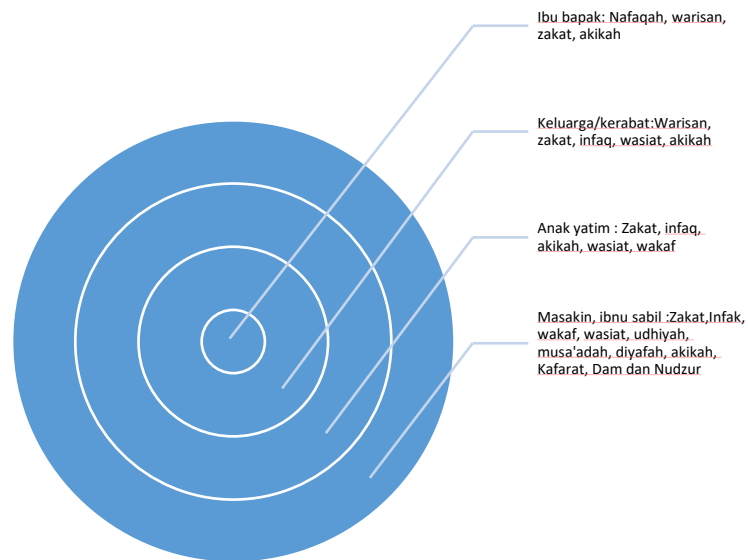 Ibu bapak: Nafaqah, warisan,
zakat, akikah
Keluarga/kerabat:Warisan,
zakat, infaq, wasiat, akikah
Anak yatim : Zakat, infaq,
akikah, wasiat, wakaf
Masakin, ibnu sabil :Zakat,Infak,
wakaf, wasiat, udhiyah,
musa'adah, diyafah, akikah,
Kafarat, Dam dan Nudzur